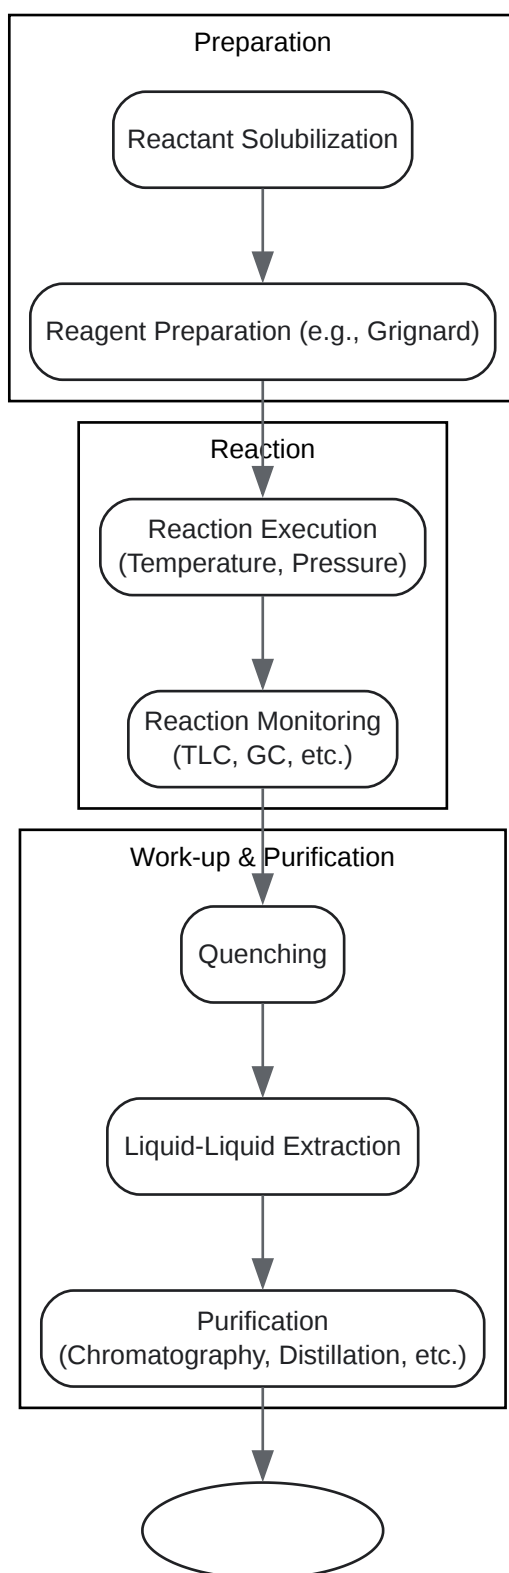 Preparation
Reactant Solubilization
Reagent Preparation (e.g., Grignard)
Reaction
Reaction Execution
(Temperature, Pressure)
Reaction Monitoring
(TLC, GC, etc.)
Work-up & Purification
Quenching
Liquid-Liquid Extraction
Purification
(Chromatography, Distillation, etc.)